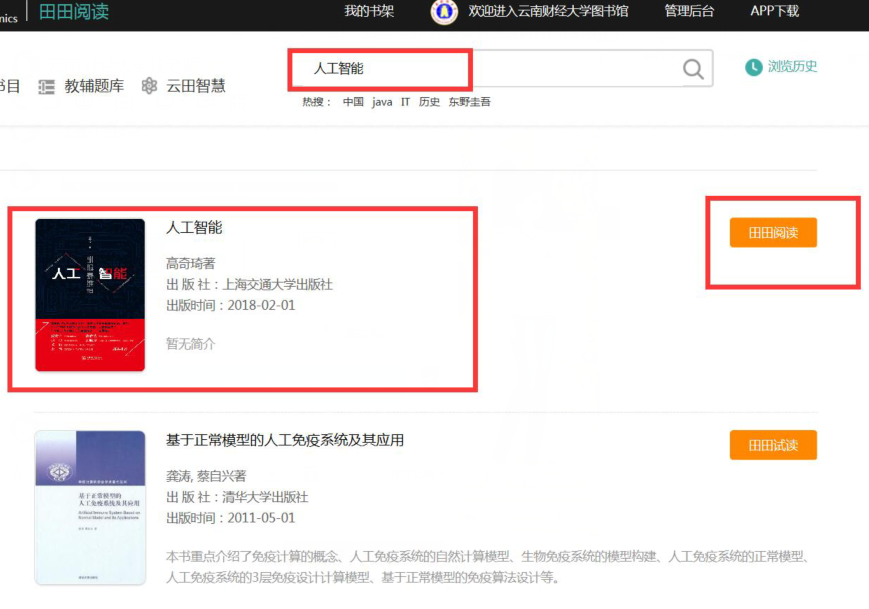 nics
田田阅读
我的书架
欢迎进入云南财经大学图书馆
管理后台
APP下载
书目
教辅题库
云田智慧
人工智能
浏览历史
热搜： 中国 java IT 历史 东野圭吾
人工智能
高奇琦著
出 版 社：上海交通大学出版社
出版时间：2018-02-01
暂无简介
田田阅读
人工 智能
基于正常模型的人工免疫系统及其应用
龚涛, 蔡自兴著
出 版 社：清华大学出版社
出版时间：2011-05-01
本书重点介绍了免疫计算的概念、人工免疫系统的自然计算模型、生物免疫系统的模型构建、人工免疫系统的正常模型、
人工免疫系统的3层免疫设计计算模型、基于正常模型的免疫算法设计等。
田田试读
基于正常模型的
人工免疫系统及其应用